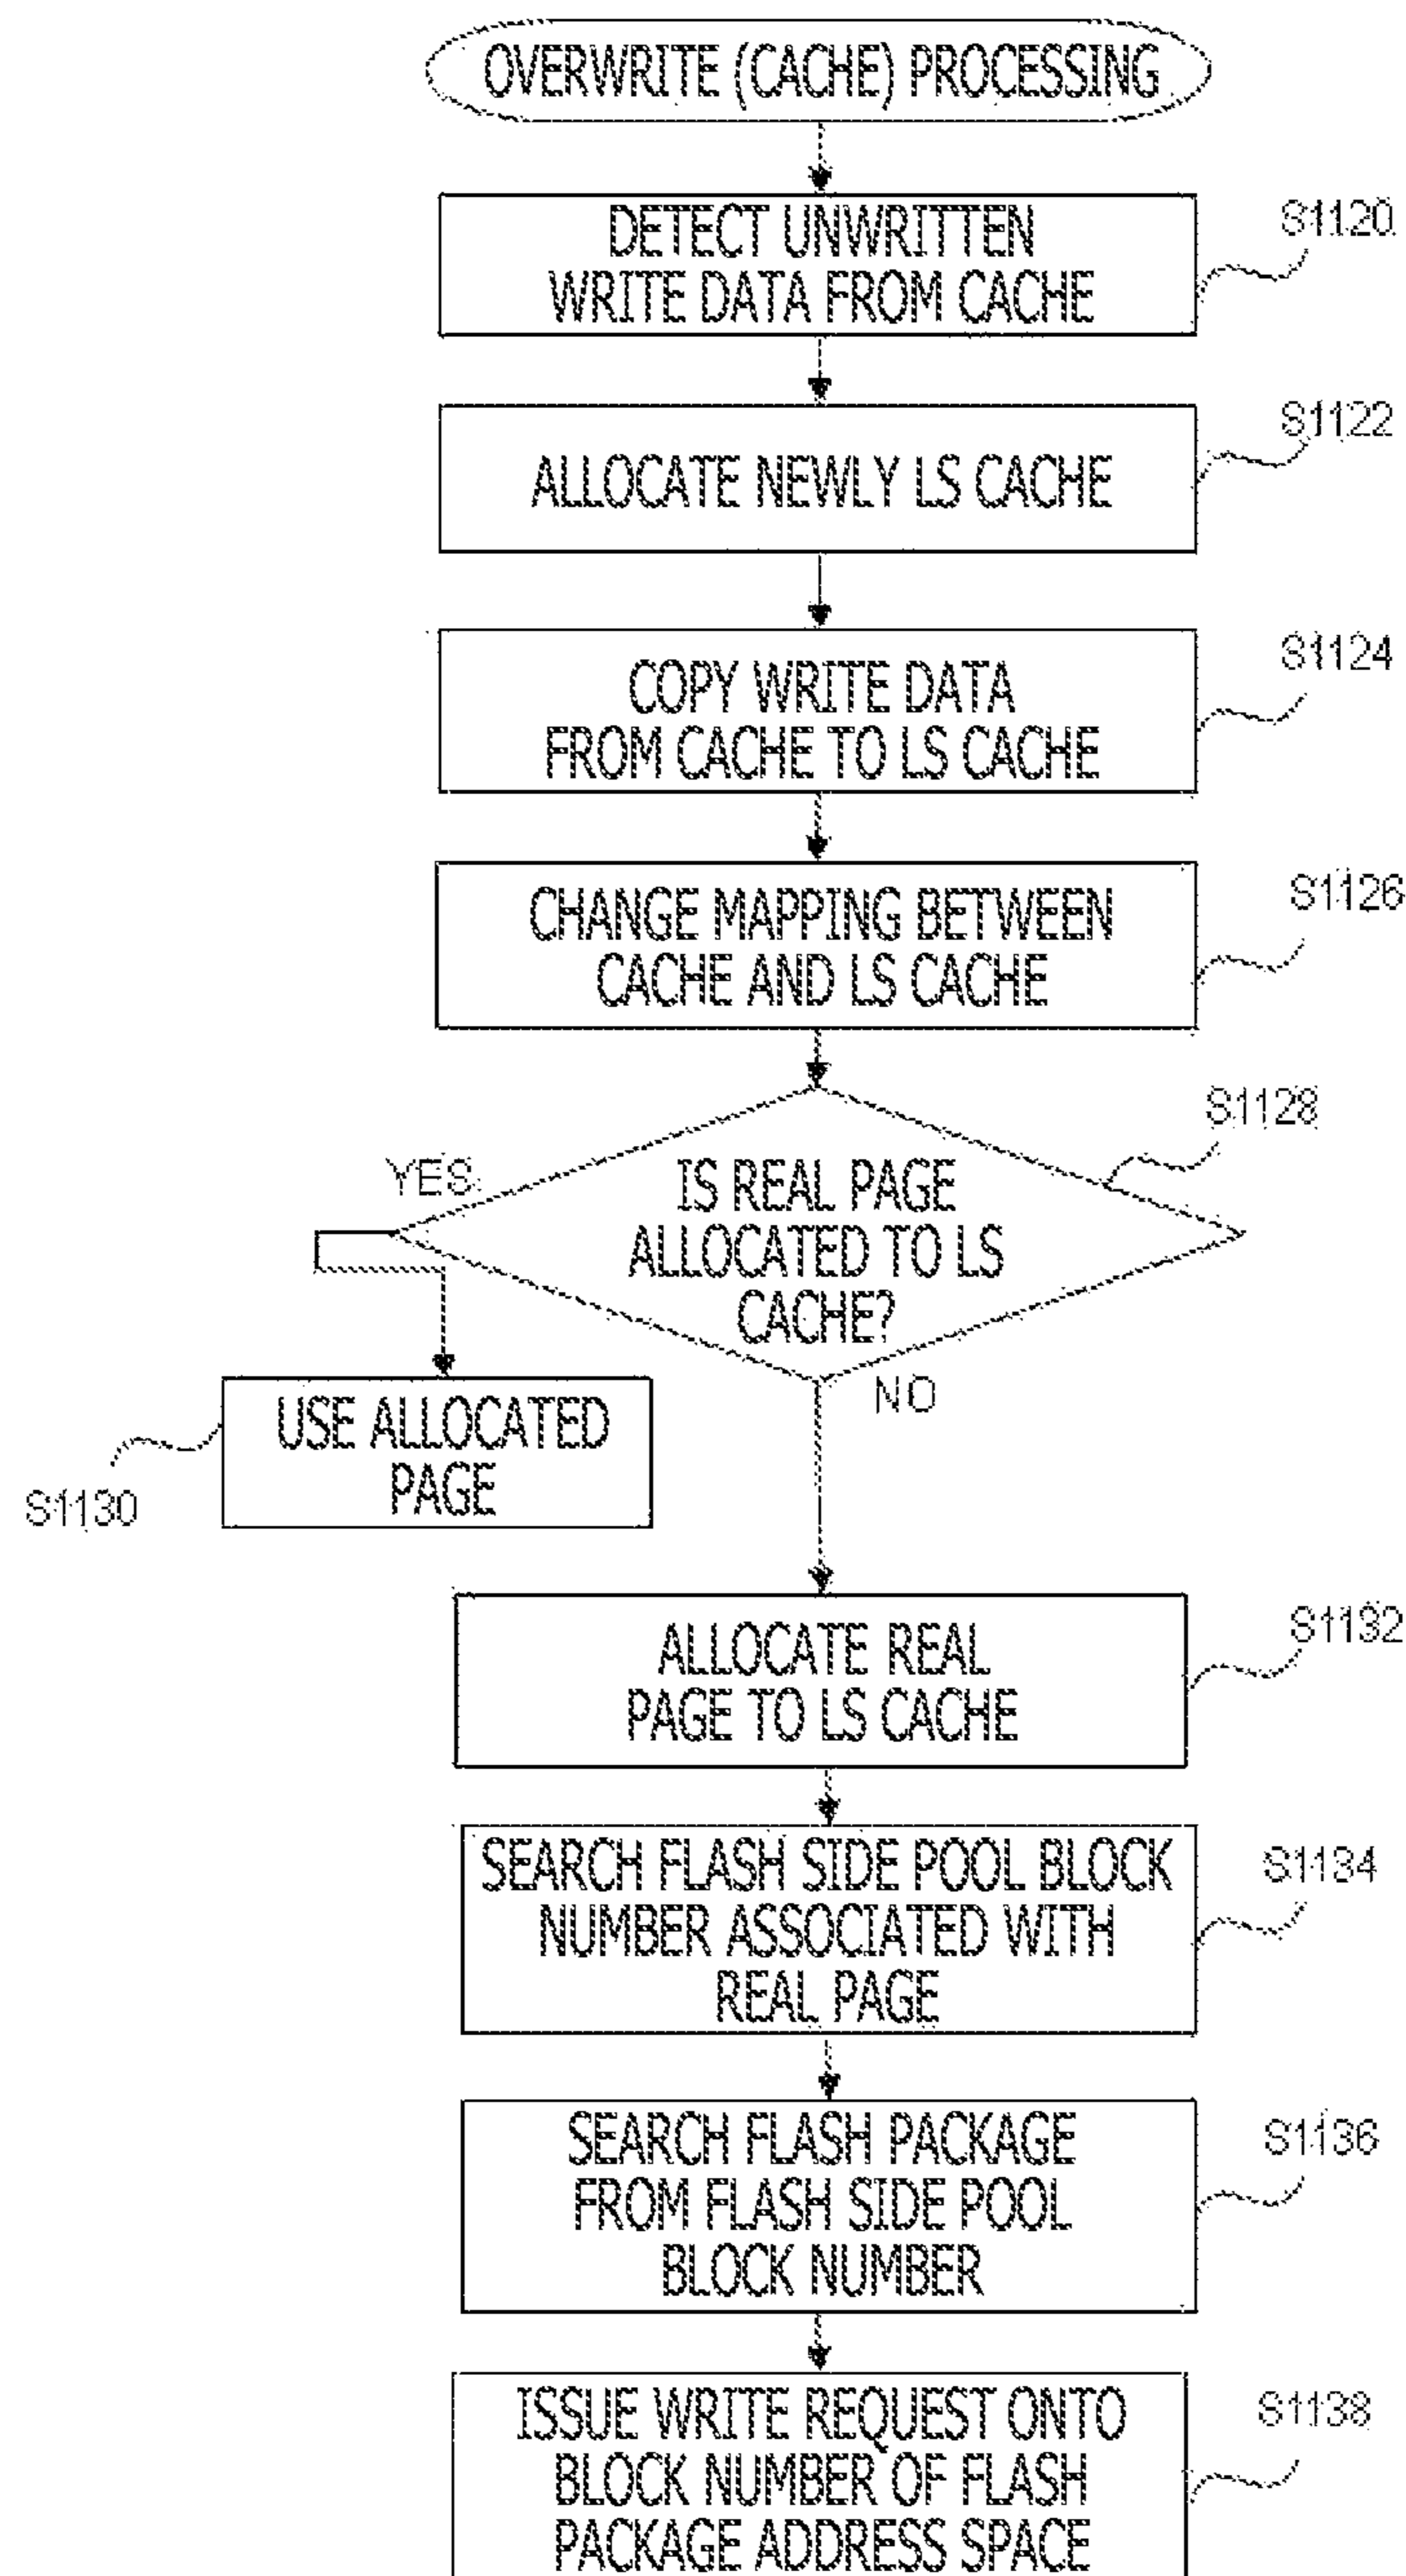 OVERWRITE (CACHE) PROCESSING
DETECT UNWRITTEN
WRITE DATA FROM CACHE
S1120
ALLOCATE NEWLY LS CACHE
S1122
COPY WRITE DATA
FROM CACHE TO LS CACHE
S1124
CHANGE MAPPING BETWEEN
CACHE AND LS CACHE
S1126
IS REAL PAGE
ALLOCATED TO LS
CACHE?
S1128
YES
NO
USE ALLOCATED
PAGE
S1130
ALLOCATE REAL
PAGE TO LS CACHE
S1132
SEARCH FLASH SIDE POOL BLOCK
NUMBER ASSOCIATED WITH
REAL PAGE
S1134
SEARCH FLASH PACKAGE
FROM FLASH SIDE POOL
BLOCK NUMBER
S1136
ISSUE WRITE REQUEST ONTO
BLOCK NUMBER OF FLASH
PACKAGE ADDRESS SPACE
S1138